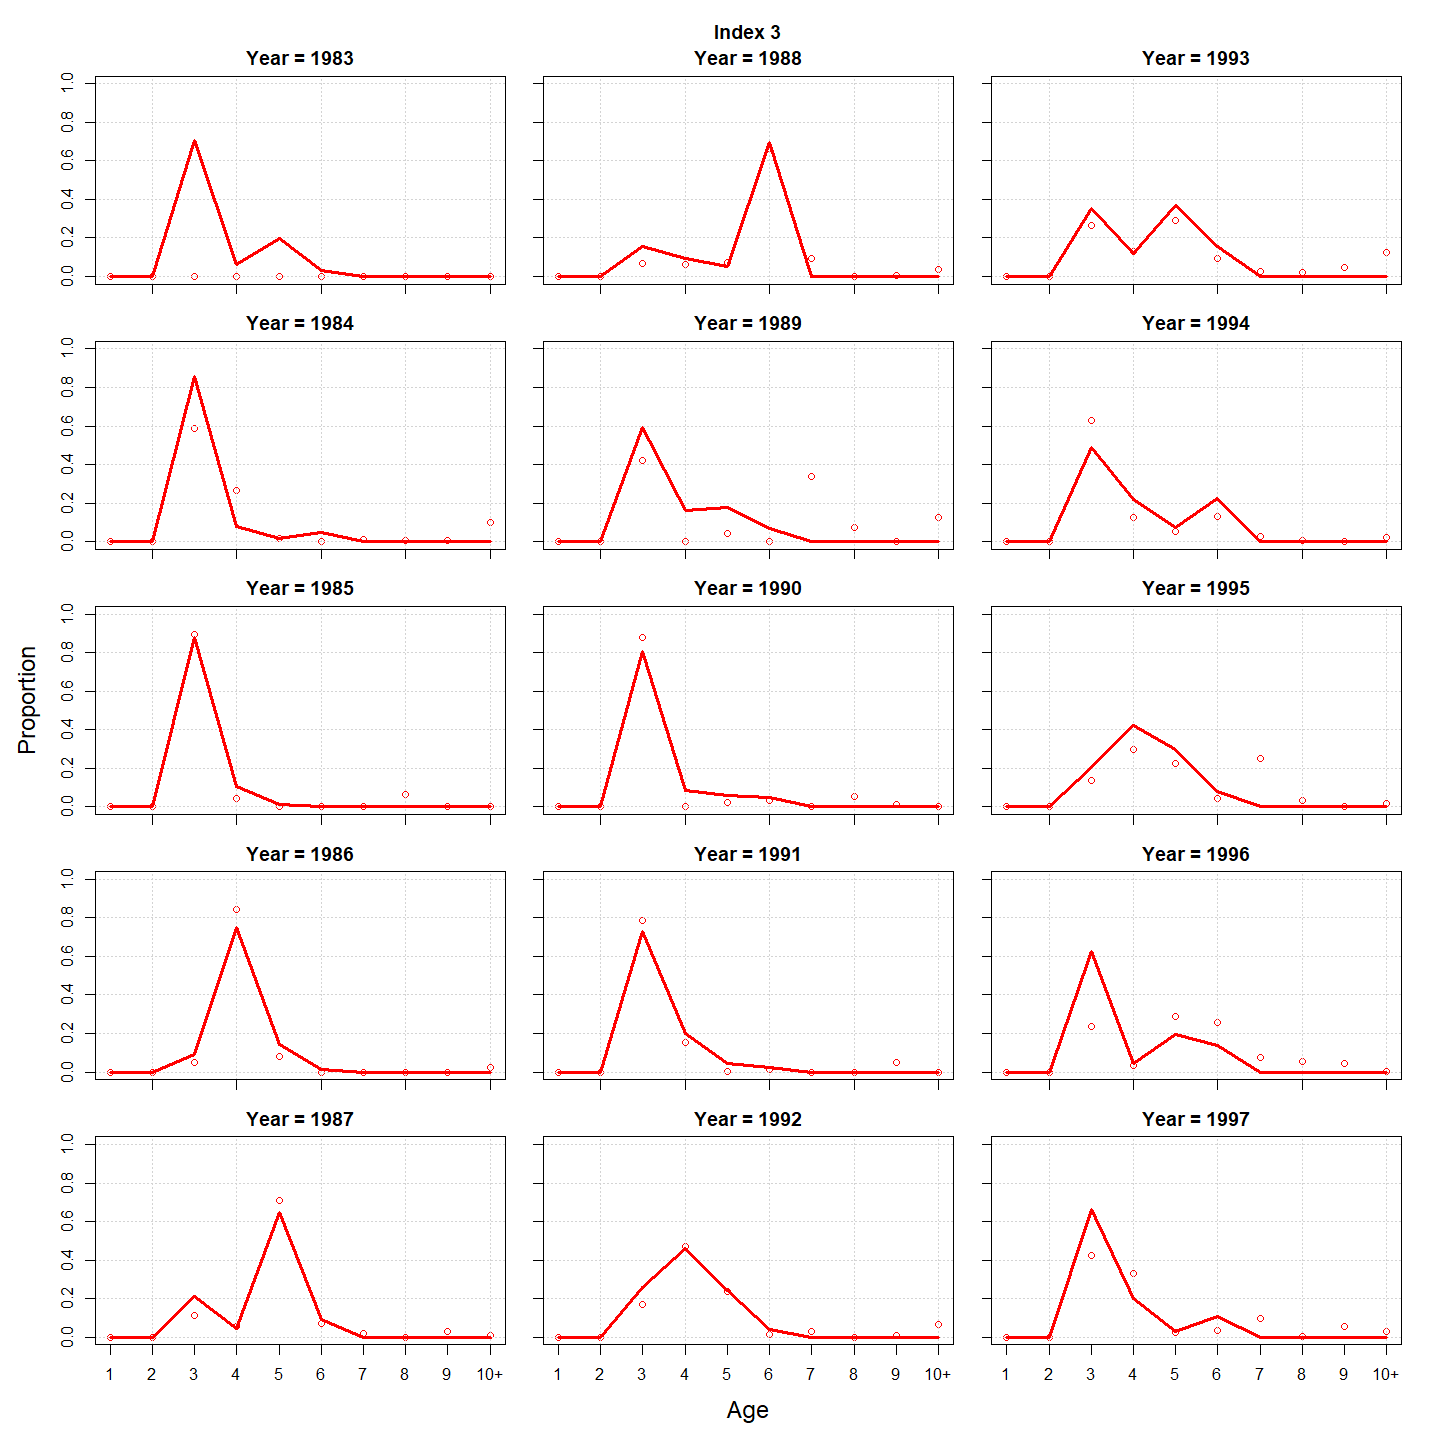 Index 3
Year = 1983
Year = 1988
Year = 1993
0.0 0.2 0.4 0.6 0.8 1.0
Year = 1984
Year = 1989
Year = 1994
0.0 0.2 0.4 0.6 0.8 1.0
Year = 1985
Year = 1990
Year = 1995
0.0 0.2 0.4 0.6 0.8 1.0
Proportion
Year = 1986
Year = 1991
Year = 1996
0.0 0.2 0.4 0.6 0.8 1.0
Year = 1987
Year = 1992
Year = 1997
0.0 0.2 0.4 0.6 0.8 1.0
1 2 3 4 5 6 7 8 9 10+
1 2 3 4 5 6 7 8 9 10+
1 2 3 4 5 6 7 8 9 10+
Age